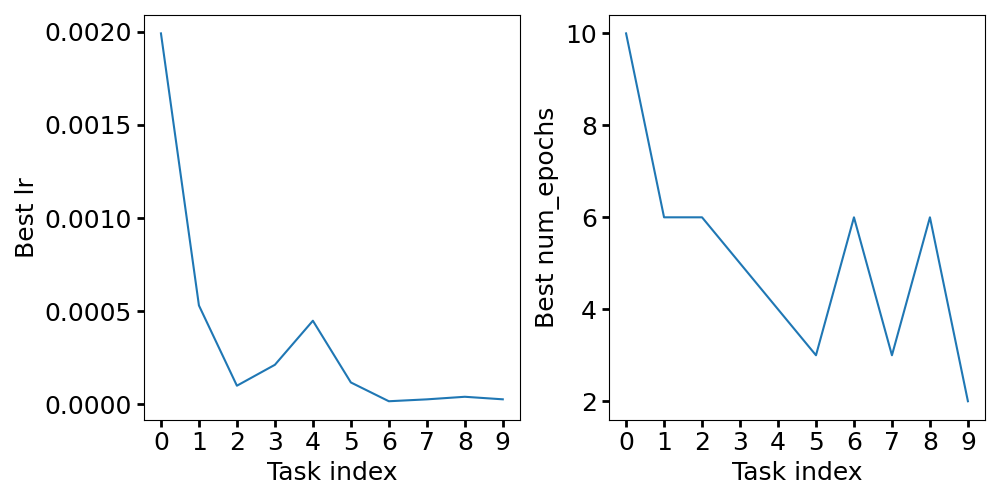 Best lr
0.0020
0.0015
0.0010
0.0005
0.0000
0 1 2 3 4 5 6 7 8 9
Task index
Best num_epochs
10
8
6
4
2
0 1 2 3 4 5 6 7 8 9
Task index